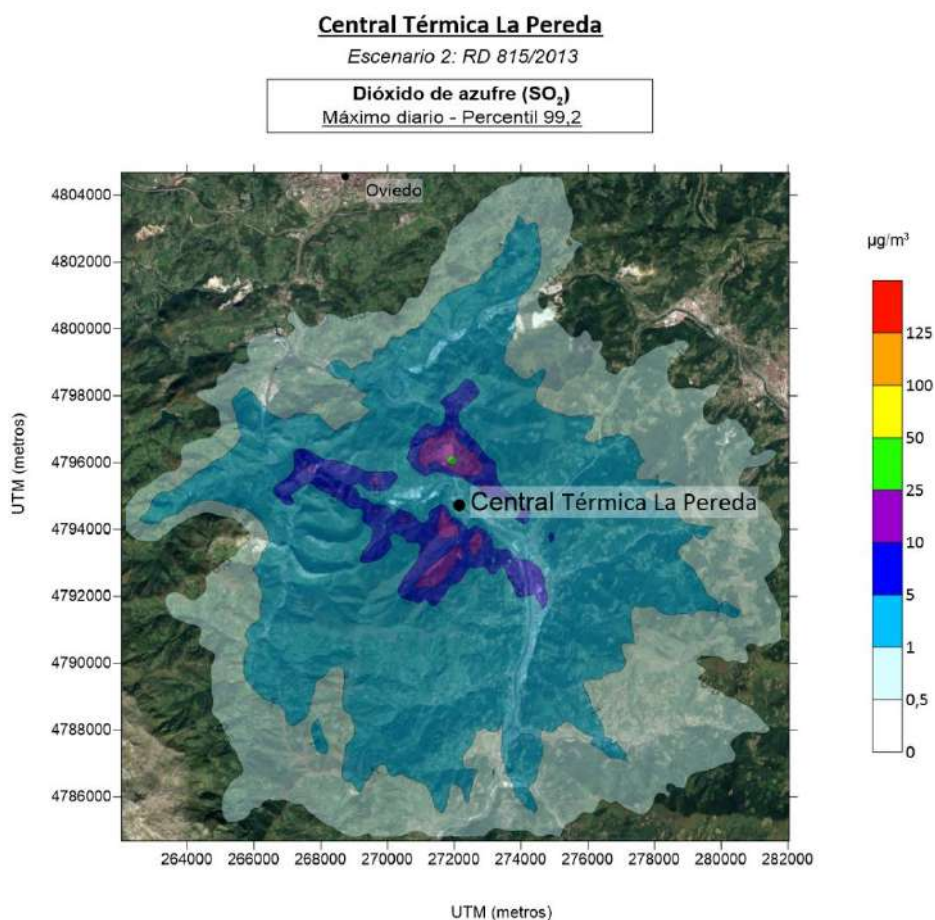 Central Térmica La Pereda
Escenario 2: RD 815/2013
Dióxido de azufre (SO₂)
Máximo diario - Percentil 99,2
Oviedo
Central Térmica La Pereda
UTM (metros)
4804000
4802000
4800000
4798000
4796000
4794000
4792000
4790000
4788000
4786000
264000 266000 268000 270000 272000 274000 276000 278000 280000 282000
UTM (metros)
µg/m³
125
100
50
25
10
5
1
0,5
0